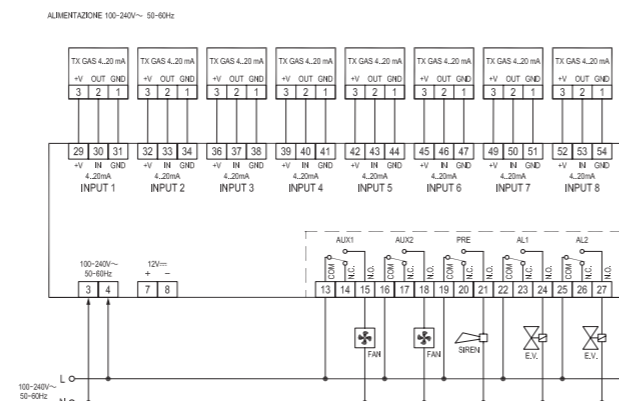 ALIMENTAZIONE 100-240V~ 50-60Hz
TX GAS 4..20 mA TX GAS 4..20 mA TX GAS 4..20 mA TX GAS 4..20 mA TX GAS 4..20 mA TX GAS 4..20 mA TX GAS 4..20 mA TX GAS 4..20 mA
+V OUT GND +V OUT GND +V OUT GND +V OUT GND +V OUT GND +V OUT GND +V OUT GND +V OUT GND
3 2 1 3 2 1 3 2 1 3 2 1 3 2 1 3 2 1 3 2 1 3 2 1
29 30 31 32 33 34 36 37 38 39 40 41 42 43 44 45 46 47 49 50 51 52 53 54
+V IN GND +V IN GND +V IN GND +V IN GND +V IN GND +V IN GND +V IN GND +V IN GND
4..20mA 4..20mA 4..20mA 4..20mA 4..20mA 4..20mA 4..20mA 4..20mA
INPUT 1 INPUT 2 INPUT 3 INPUT 4 INPUT 5 INPUT 6 INPUT 7 INPUT 8
AUX1 AUX2 PRE AL1 AL2
100-240V~ 12V
50-60Hz + −
COM N.C. N.O. COM N.C. N.O. COM N.C. N.O. COM N.C. N.O. COM N.C. N.O.
3 4 7 8 13 14 15 16 17 18 19 20 21 22 23 24 25 26 27
FAN FAN SIREN E.V. E.V.
L
100-240V~
50-60Hz N